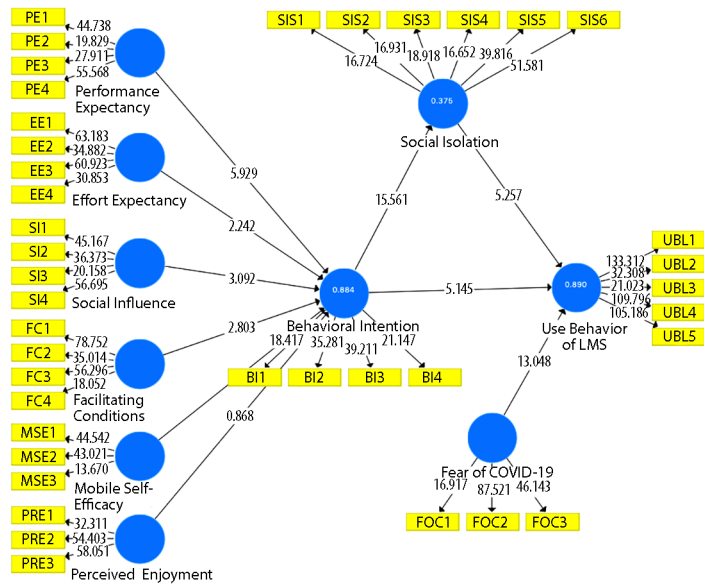 PE1
44.738
PE2
19.829
PE3
27.911
PE4
55.568
Performance
Expectancy
EE1
63.183
EE2
34.882
EE3
60.923
EE4
30.853
Effort Expectancy
SI1
45.167
SI2
36.373
SI3
20.158
SI4
56.695
Social Influence
FC1
78.752
FC2
35.014
FC3
56.296
FC4
18.052
Facilitating
Conditions
MSE1
44.542
MSE2
43.021
MSE3
13.670
Mobile Self-
Efficacy
PRE1
32.311
PRE2
54.403
PRE3
58.051
Perceived Enjoyment
5.929
2.242
3.092
2.803
0.868
SIS1
SIS2
SIS3
SIS4
SIS5
SIS6
16.724
16.931
18.918
16.652
39.816
51.581
0.375
Social Isolation
15.561
5.257
0.884
Behavioral Intention
5.145
18.417
35.281
39.211
21.147
BI1
BI2
BI3
BI4
0.890
Use Behavior
of LMS
133.312
32.308
21.023
109.796
105.186
UBL1
UBL2
UBL3
UBL4
UBL5
13.048
Fear of COVID-19
16.917
87.521
46.143
FOC1
FOC2
FOC3